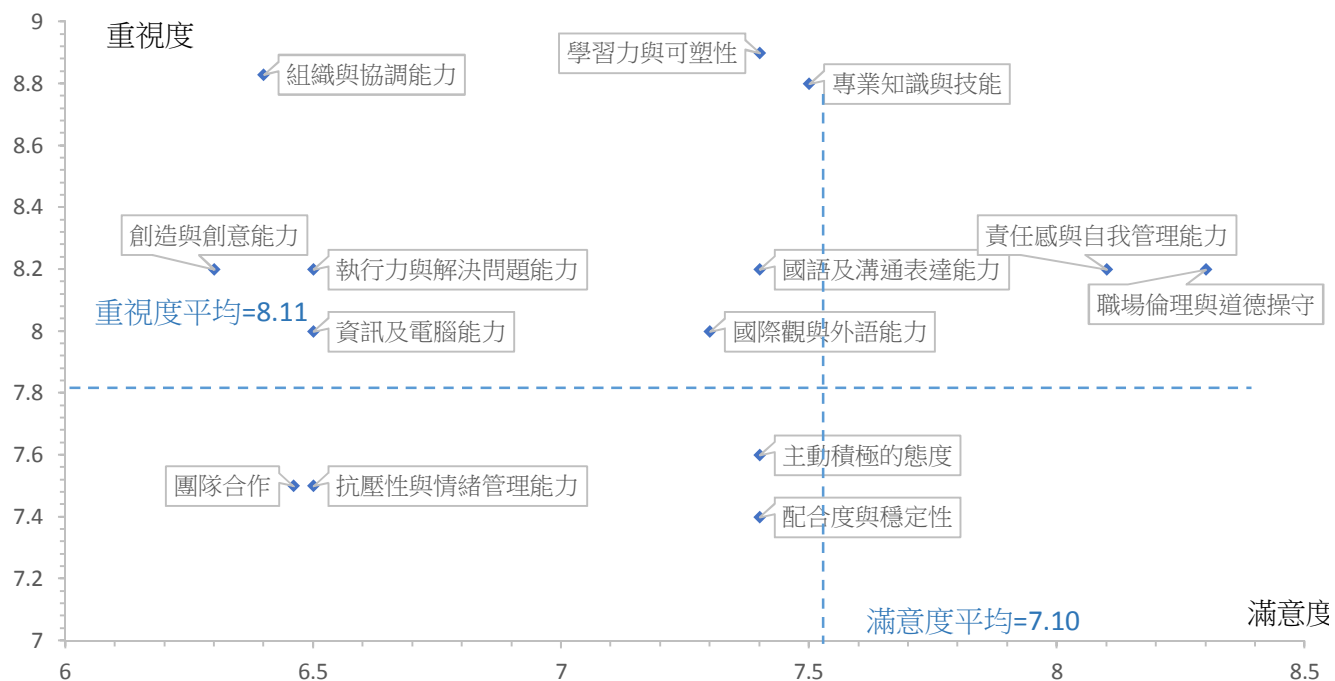 9
重視度
學習力與可塑性
組織與協調能力
專業知識與技能
8.8
8.6
8.4
創造與創意能力
責任感與自我管理能力
8.2
執行力與解決問題能力
國語及溝通表達能力
重視度平均=8.11
職場倫理與道德操守
8
資訊及電腦能力
國際觀與外語能力
7.8
7.6
主動積極的態度
團隊合作
抗壓性與情緒管理能力
7.4
配合度與穩定性
7.2
滿意度平均=7.10
滿意度
7
6
6.5
7
7.5
8
8.5